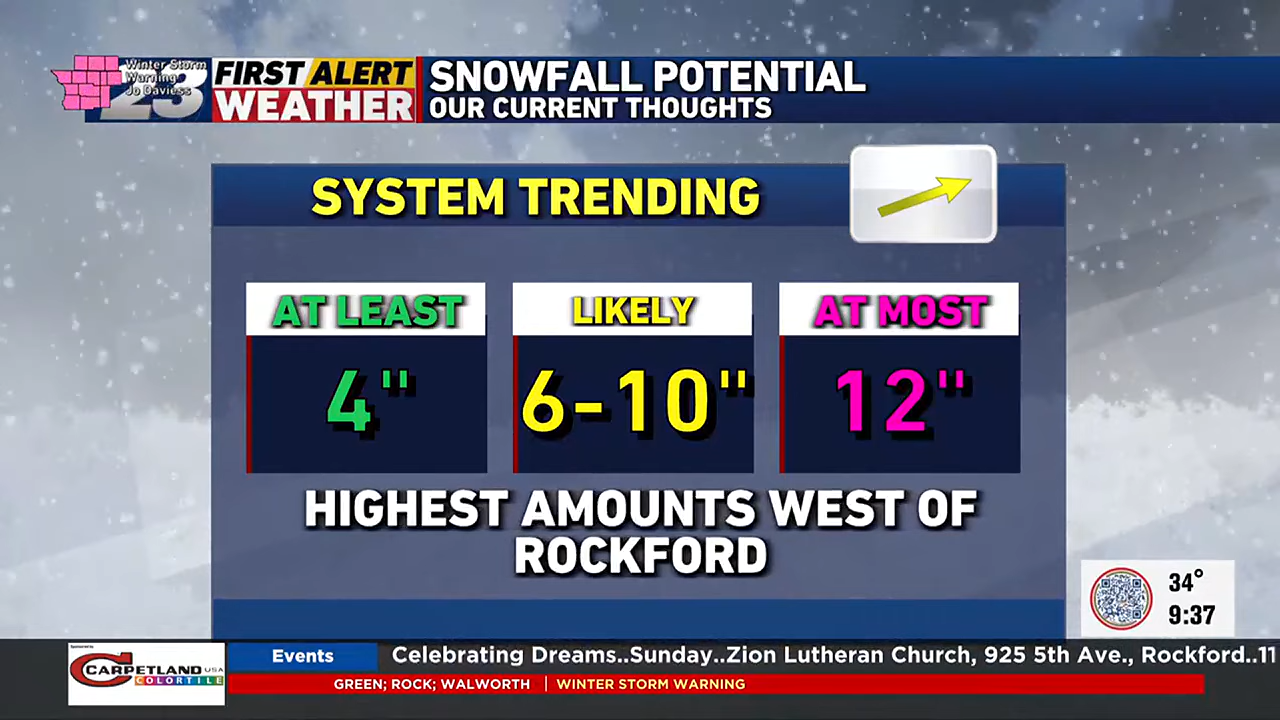 Winter Storm
Warning
Jo Daviess
23
FIRST ALERT
WEATHER
SNOWFALL POTENTIAL
OUR CURRENT THOUGHTS
SYSTEM TRENDING
AT LEAST
LIKELY
AT MOST
4"
6-10"
12"
HIGHEST AMOUNTS WEST OF
ROCKFORD
34°
9:37
Sponsored by
CARPETLAND USA
COLORTILE
Events
Celebrating Dreams..Sunday..Zion Lutheran Church, 925 5th Ave., Rockford..11
GREEN; ROCK; WALWORTH | WINTER STORM WARNING